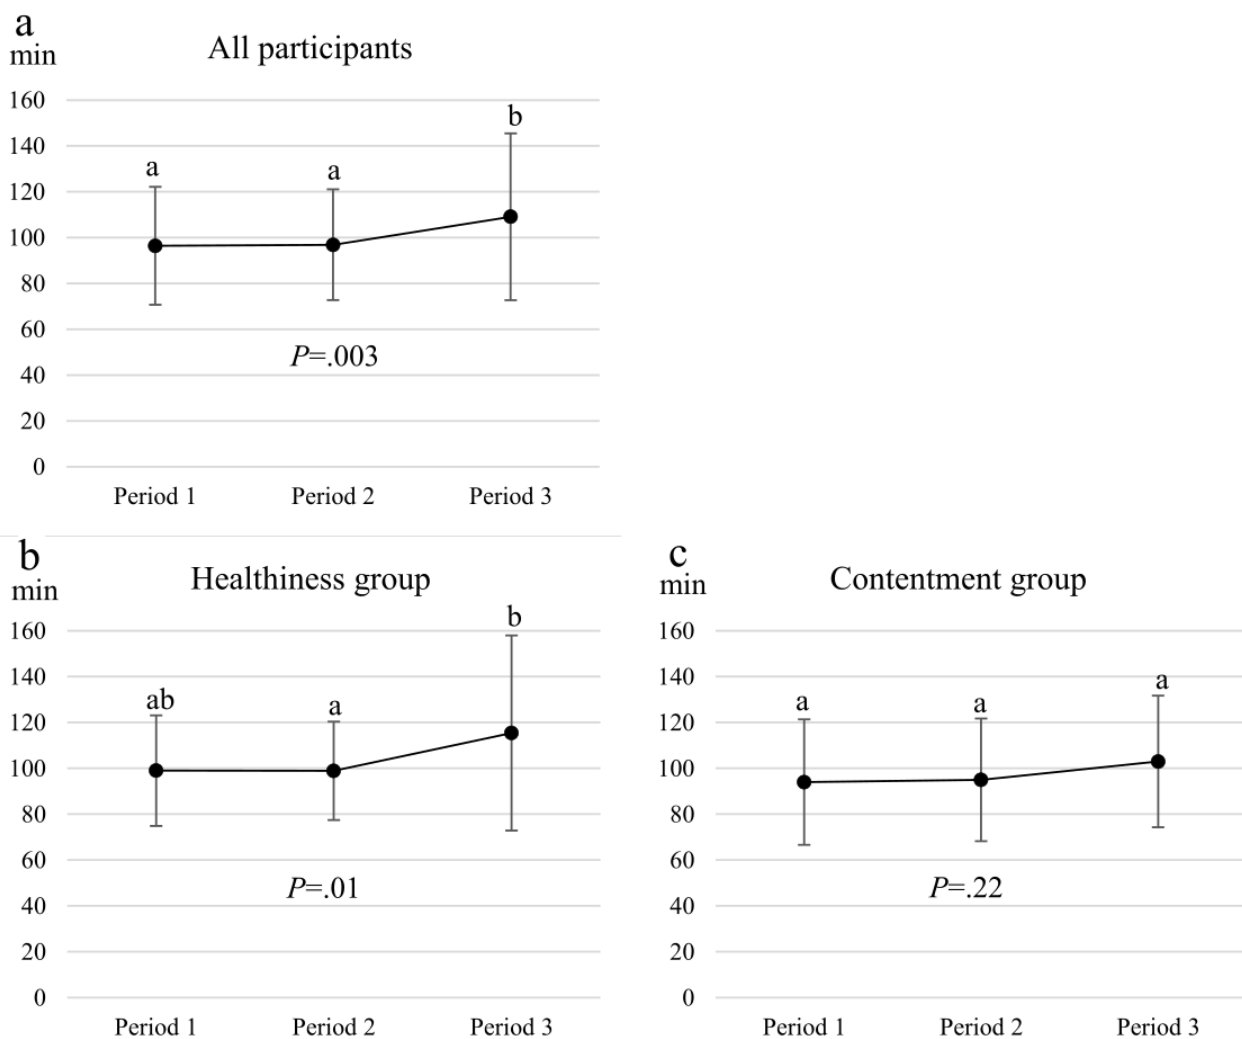 a
min
All participants
160
140
120
100
80
60
40
20
0
a
a
b
P=.003
Period 1 Period 2 Period 3
b
min
Healthiness group
160
140
120
100
80
60
40
20
0
ab
a
b
P=.01
Period 1 Period 2 Period 3
c
min
Contentment group
160
140
120
100
80
60
40
20
0
a
a
a
P=.22
Period 1 Period 2 Period 3